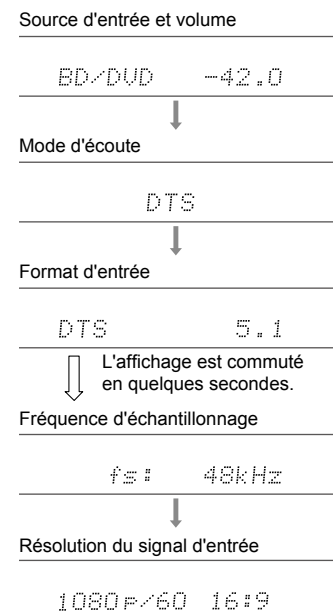 Source d'entrée et volume
BD/DVD -42.0
Mode d'écoute
DTS
Format d'entrée
DTS 5.1
L'affichage est commuté
en quelques secondes.
Fréquence d'échantillonnage
fs: 48kHz
Résolution du signal d'entrée
1080p/60 16:9